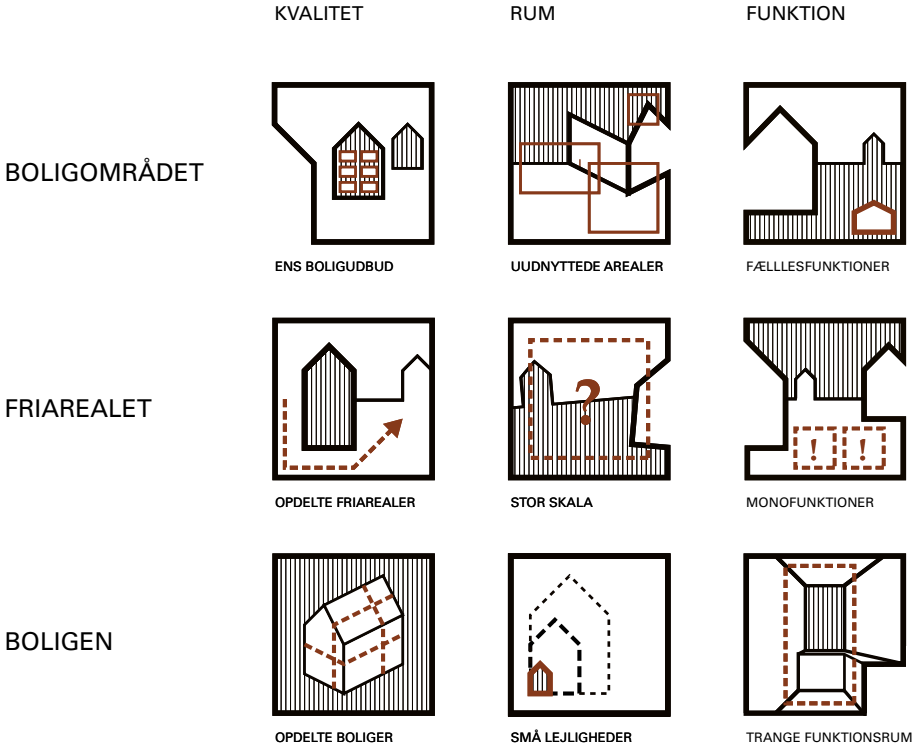 KVALITET RUM FUNKTION
BOLIGOMRÅDET
ENS BOLIGUDBUD UUDNYTTEDE AREALER FÆLLLESFUNKTIONER
FRIAREALET
?
! !
OPDELTE FRIAREALER STOR SKALA MONOFUNKTIONER
BOLIGEN
OPDELTE BOLIGER SMÅ LEJLIGHEDER TRANGE FUNKTIONSRUM